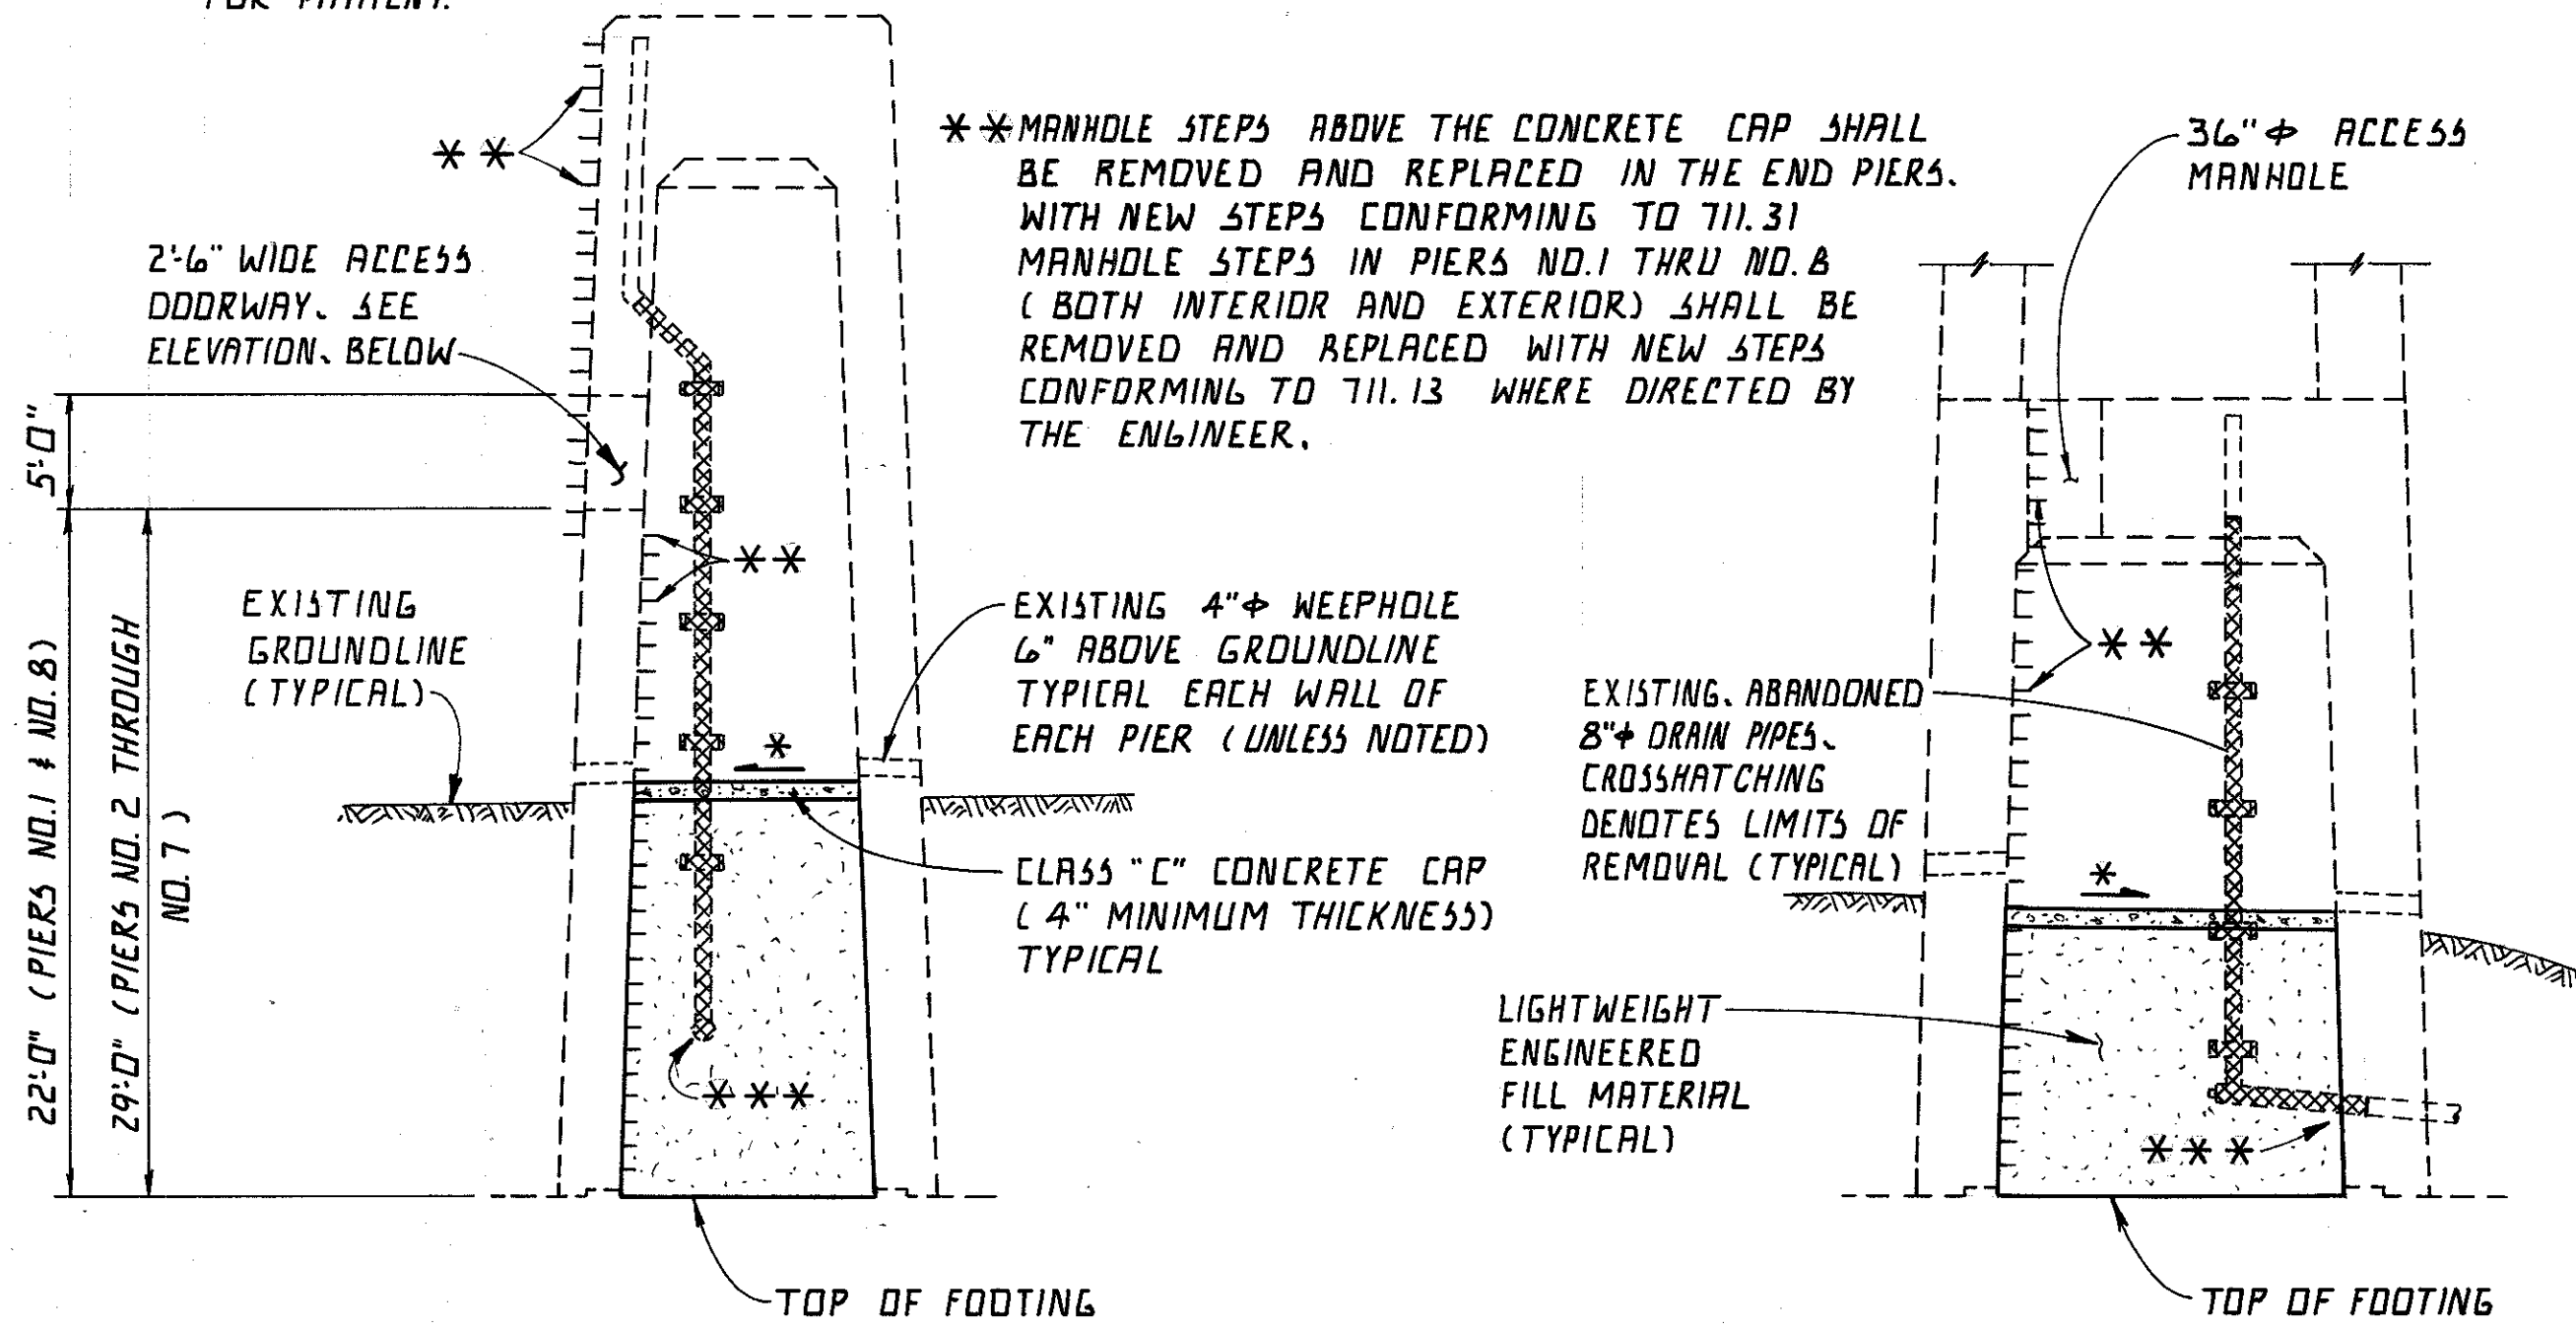 FOR PAYMENT.
** MANHOLE STEPS ABOVE THE CONCRETE CAP SHALL
BE REMOVED AND REPLACED IN THE END PIERS.
WITH NEW STEPS CONFORMING TO 711.31
MANHOLE STEPS IN PIERS NO.1 THRU NO.8
(BOTH INTERIOR AND EXTERIOR) SHALL BE
REMOVED AND REPLACED WITH NEW STEPS
CONFORMING TO 711.13 WHERE DIRECTED BY
THE ENGINEER.
36"ϕ ACCESS
MANHOLE
**
2'-6" WIDE ACCESS
DOORWAY. SEE
ELEVATION. BELOW
5'-0"
22'-0" (PIERS NO.1 & NO.8)
29'-0" (PIERS NO.2 THROUGH
NO.7)
EXISTING
GROUNDLINE
(TYPICAL)
**
EXISTING 4"ϕ WEEPHOLE
6" ABOVE GROUNDLINE
TYPICAL EACH WALL OF
EACH PIER (UNLESS NOTED)
*
CLASS "C" CONCRETE CAP
(4" MINIMUM THICKNESS)
TYPICAL
***
TOP OF FOOTING
**
EXISTING. ABANDONED
8"ϕ DRAIN PIPES.
CROSSHATCHING
DENOTES LIMITS OF
REMOVAL (TYPICAL)
*
LIGHTWEIGHT
ENGINEERED
FILL MATERIAL
(TYPICAL)
***
TOP OF FOOTING